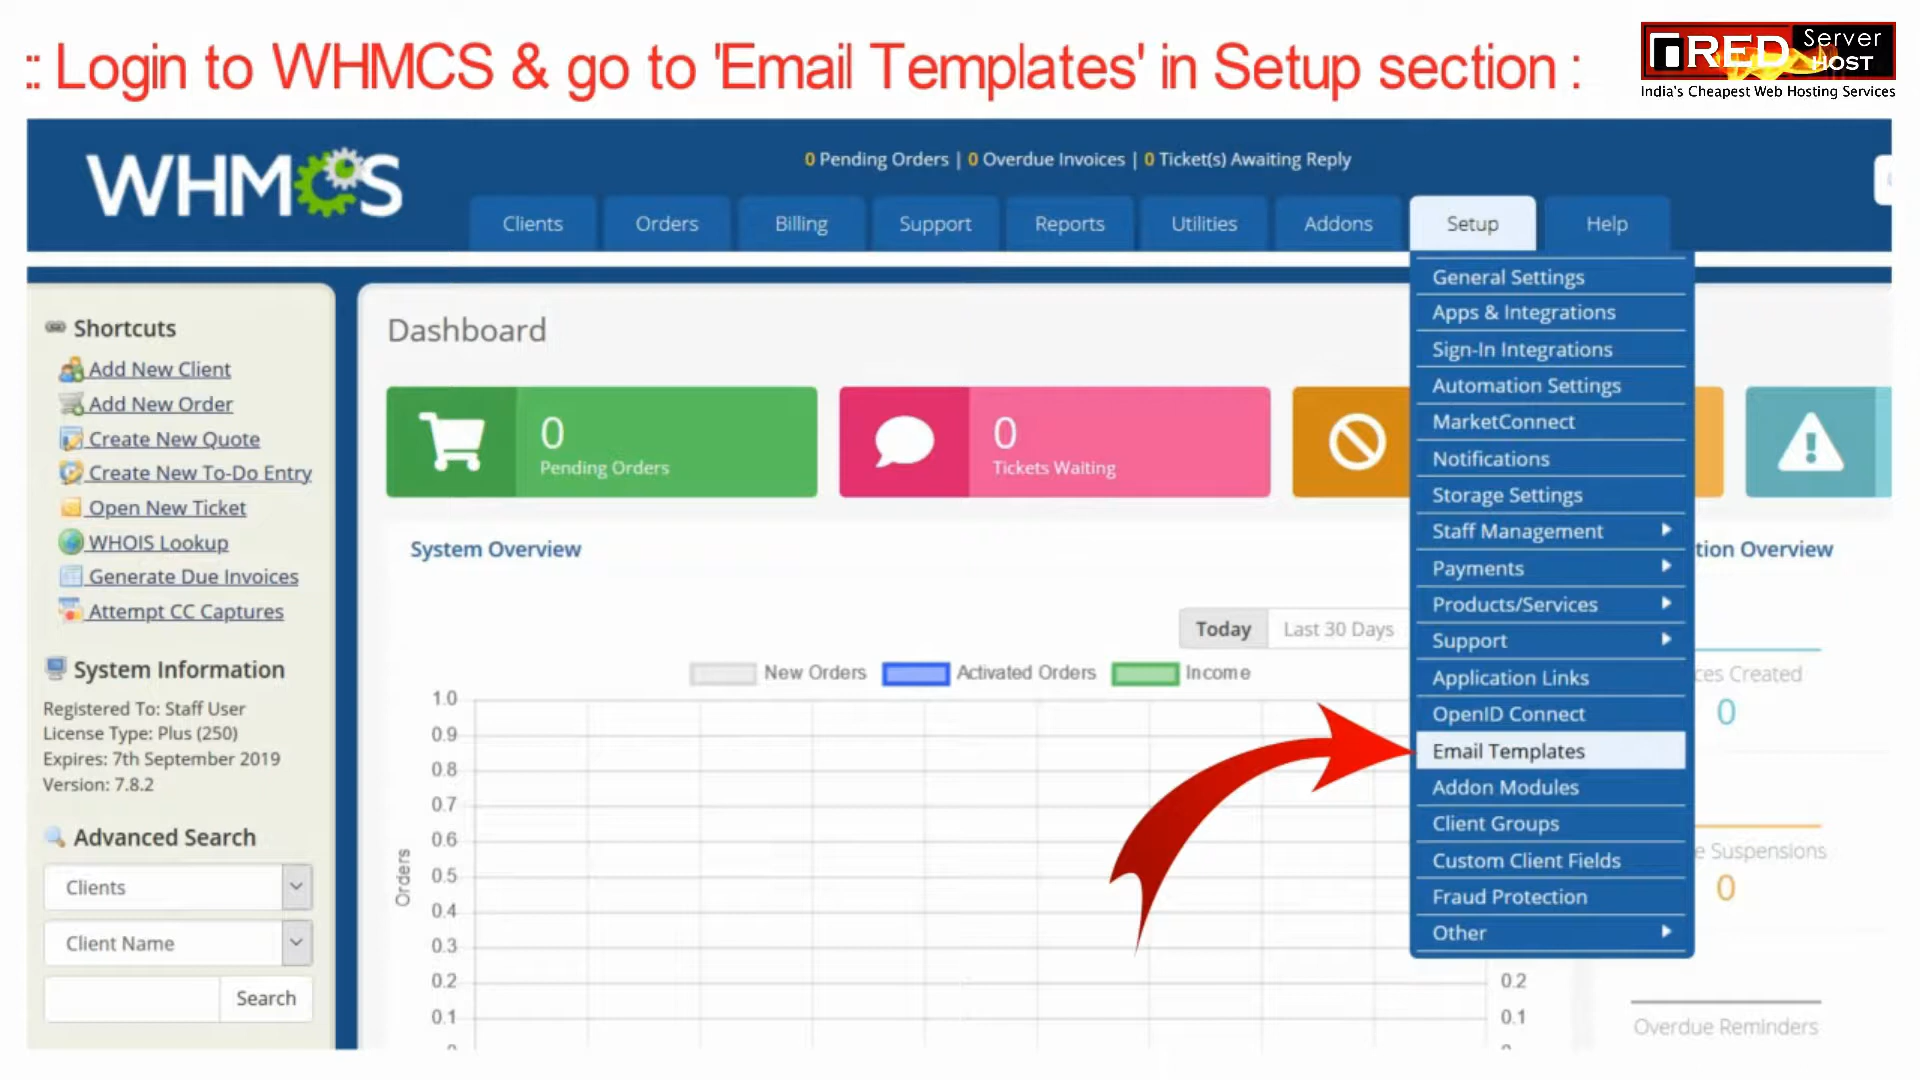 :: Login to WHMCS & go to 'Email Templates' in Setup section :
RED Server HOST
India's Cheapest Web Hosting Services
WHMCS
0 Pending Orders | 0 Overdue Invoices | 0 Ticket(s) Awaiting Reply
Clients Orders Billing Support Reports Utilities Addons Setup Help
General Settings
Apps & Integrations
Sign-In Integrations
Automation Settings
MarketConnect
Notifications
Storage Settings
Staff Management
Payments
Products/Services
Support
Application Links
OpenID Connect
Email Templates
Addon Modules
Client Groups
Custom Client Fields
Fraud Protection
Other
Shortcuts
Add New Client
Add New Order
Create New Quote
Create New To-Do Entry
Open New Ticket
WHOIS Lookup
Generate Due Invoices
Attempt CC Captures
System Information
Registered To: Staff User
License Type: Plus (250)
Expires: 7th September 2019
Version: 7.8.2
Advanced Search
Clients
Client Name
Search
Dashboard
0
Pending Orders
0
Tickets Waiting
System Overview
Today Last 30 Days
New Orders Activated Orders Income
Orders
1.0
0.9
0.8
0.7
0.6
0.5
0.4
0.3
0.2
0.1
0.2
0.1
tion Overview
ces Created
0
e Suspensions
0
Overdue Reminders